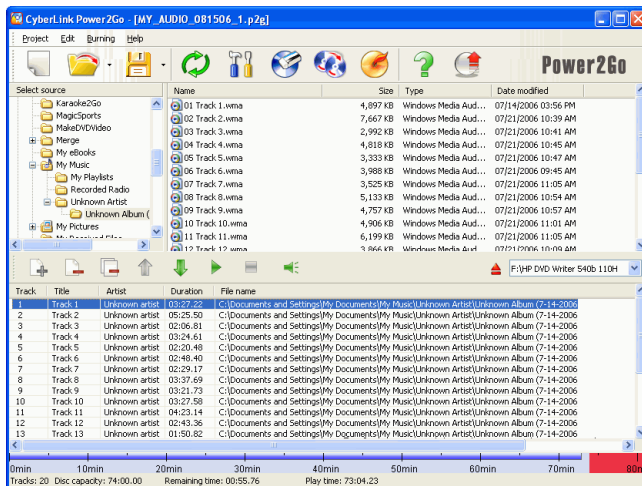 CyberLink Power2Go - [MY_AUDIO_081506_1.p2g]
Project Edit Burning Help
Power2Go
Select source
Karaoke2Go
MagicSports
MakeDVDVideo
Merge
My eBooks
My Music
My Playlists
Recorded Radio
Unknown Artist
Unknown Album (
My Pictures
My Received Files
Name Size Type Date modified
01 Track 1.wma 4,897 KB Windows Media Aud... 07/14/2006 03:56 PM
02 Track 2.wma 7,667 KB Windows Media Aud... 07/21/2006 10:39 AM
03 Track 3.wma 2,992 KB Windows Media Aud... 07/21/2006 10:41 AM
04 Track 4.wma 4,818 KB Windows Media Aud... 07/21/2006 10:45 AM
05 Track 5.wma 3,333 KB Windows Media Aud... 07/21/2006 10:47 AM
06 Track 6.wma 3,988 KB Windows Media Aud... 07/21/2006 09:45 AM
07 Track 7.wma 3,525 KB Windows Media Aud... 07/21/2006 11:05 AM
08 Track 8.wma 5,133 KB Windows Media Aud... 07/21/2006 10:54 AM
09 Track 9.wma 4,757 KB Windows Media Aud... 07/21/2006 10:57 AM
10 Track 10.wma 4,906 KB Windows Media Aud... 07/21/2006 11:01 AM
11 Track 11.wma 6,199 KB Windows Media Aud... 07/21/2006 11:05 AM
12 Track 12.wma 3,866 KB Windows Media Aud... 07/21/2006 10:09 AM
F:\HP DVD Writer 540b 110H
Track Title Artist Duration File name
1 Track 1 Unknown artist 03:27.22 C:\Documents and Settings\My Documents\My Music\Unknown Artist\Unknown Album (7-14-2006
2 Track 2 Unknown artist 05:25.50 C:\Documents and Settings\My Documents\My Music\Unknown Artist\Unknown Album (7-14-2006
3 Track 3 Unknown artist 02:06.81 C:\Documents and Settings\My Documents\My Music\Unknown Artist\Unknown Album (7-14-2006
4 Track 4 Unknown artist 03:24.61 C:\Documents and Settings\My Documents\My Music\Unknown Artist\Unknown Album (7-14-2006
5 Track 5 Unknown artist 02:20.48 C:\Documents and Settings\My Documents\My Music\Unknown Artist\Unknown Album (7-14-2006
6 Track 6 Unknown artist 02:48.40 C:\Documents and Settings\My Documents\My Music\Unknown Artist\Unknown Album (7-14-2006
7 Track 7 Unknown artist 02:29.17 C:\Documents and Settings\My Documents\My Music\Unknown Artist\Unknown Album (7-14-2006
8 Track 8 Unknown artist 03:37.69 C:\Documents and Settings\My Documents\My Music\Unknown Artist\Unknown Album (7-14-2006
9 Track 9 Unknown artist 03:21.73 C:\Documents and Settings\My Documents\My Music\Unknown Artist\Unknown Album (7-14-2006
10 Track 10 Unknown artist 03:27.58 C:\Documents and Settings\My Documents\My Music\Unknown Artist\Unknown Album (7-14-2006
11 Track 11 Unknown artist 04:23.14 C:\Documents and Settings\My Documents\My Music\Unknown Artist\Unknown Album (7-14-2006
12 Track 12 Unknown artist 02:43.36 C:\Documents and Settings\My Documents\My Music\Unknown Artist\Unknown Album (7-14-2006
13 Track 13 Unknown artist 01:50.82 C:\Documents and Settings\My Documents\My Music\Unknown Artist\Unknown Album (7-14-2006
0min 10min 20min 30min 40min 50min 60min 70min 80m
Tracks: 20 Disc capacity: 74:00.00 Remaining time: 00:55.76 Play time: 73:04.23